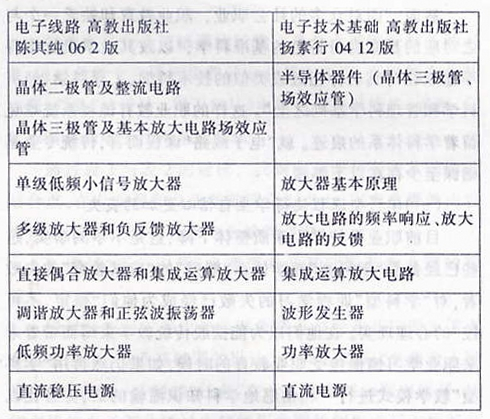 电子线路 高教出版社
陈其纯 06 2 版
电子技术基础 高教出版社
扬素行 04 12 版
晶体二极管及整流电路
半导体器件（晶体三极管、
场效应管）
晶体三极管及基本放大电路场效应
管
单级低频小信号放大器
放大器基本原理
多级放大器和负反馈放大器
放大电路的频率响应、放大
电路的反馈
直接偶合放大器和集成运算放大器
集成运算放大电路
调谐放大器和正弦波振荡器
波形发生器
低频功率放大器
功率放大器
直流稳压电源
直流电源